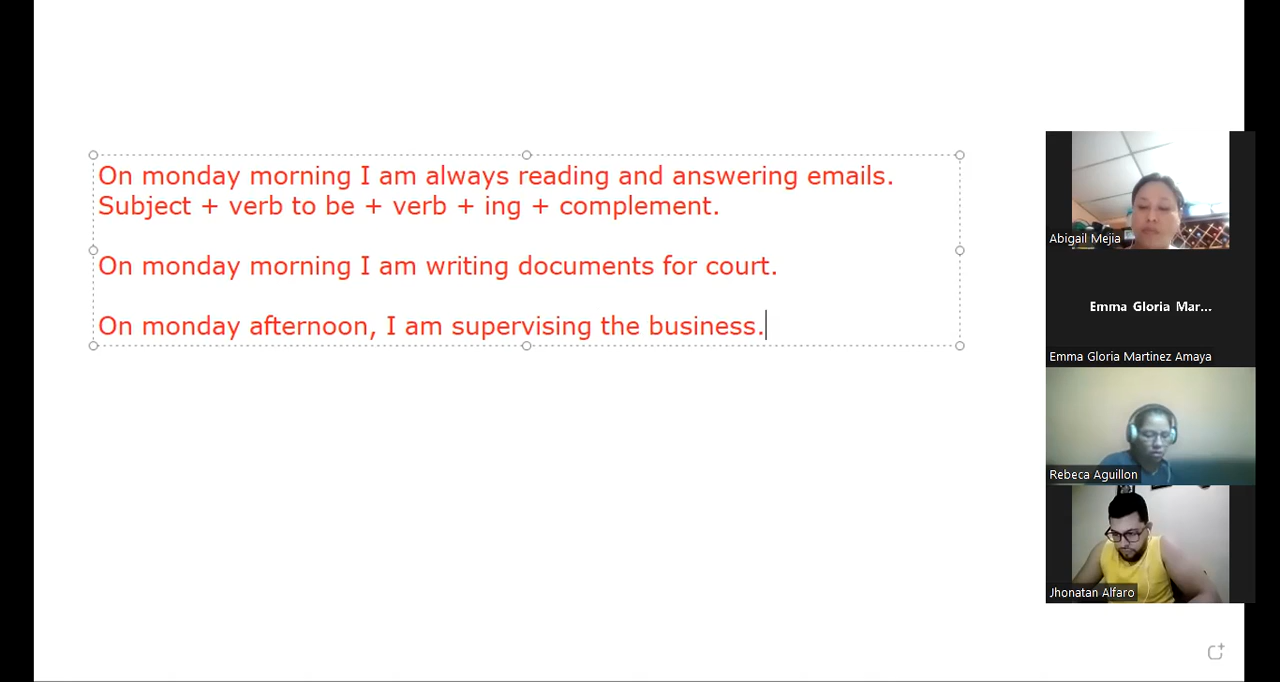 On monday morning I am always reading and answering emails.
Subject + verb to be + verb + ing + complement.
On monday morning I am writing documents for court.
On monday afternoon, I am supervising the business.
Abigail Mejia
Emma Gloria Mar...
Emma Gloria Martinez Amaya
Rebeca Aguillon
Jhonatan Alfaro